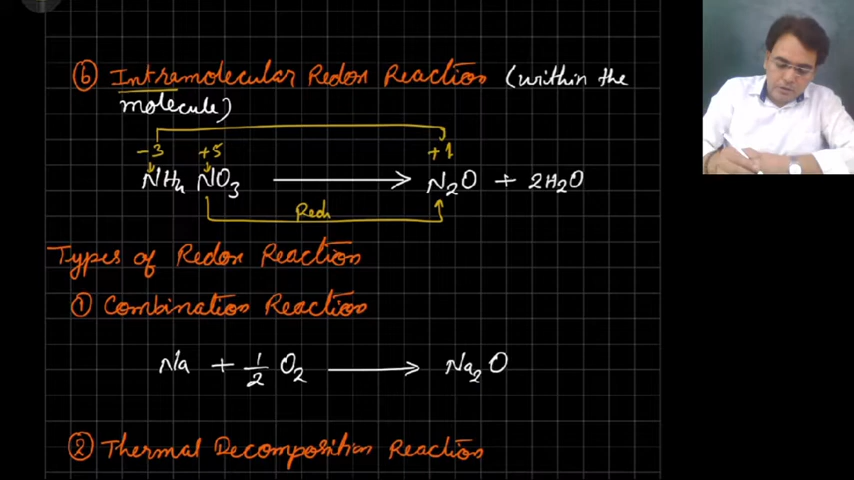 ⑥ Intramolecular Redox Reaction (within the
molecule)
-3 +5 +1
NH₄ NO₃ ⟶ N₂O + 2H₂O
Redn
Types of Redox Reaction
① Combination Reaction
Na + 1/2 O₂ ⟶ Na₂O
② Thermal Decomposition Reaction